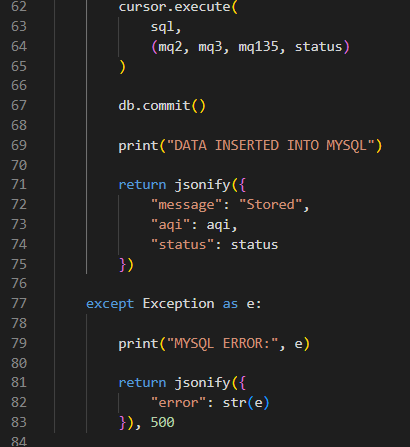 62 cursor.execute(
63 sql,
64 (mq2, mq3, mq135, status)
65 )
66
67 db.commit()
68
69 print("DATA INSERTED INTO MYSQL")
70
71 return jsonify({
72 "message": "Stored",
73 "aqi": aqi,
74 "status": status
75 })
76
77 except Exception as e:
78
79 print("MYSQL ERROR:", e)
80
81 return jsonify({
82 "error": str(e)
83 }), 500
84